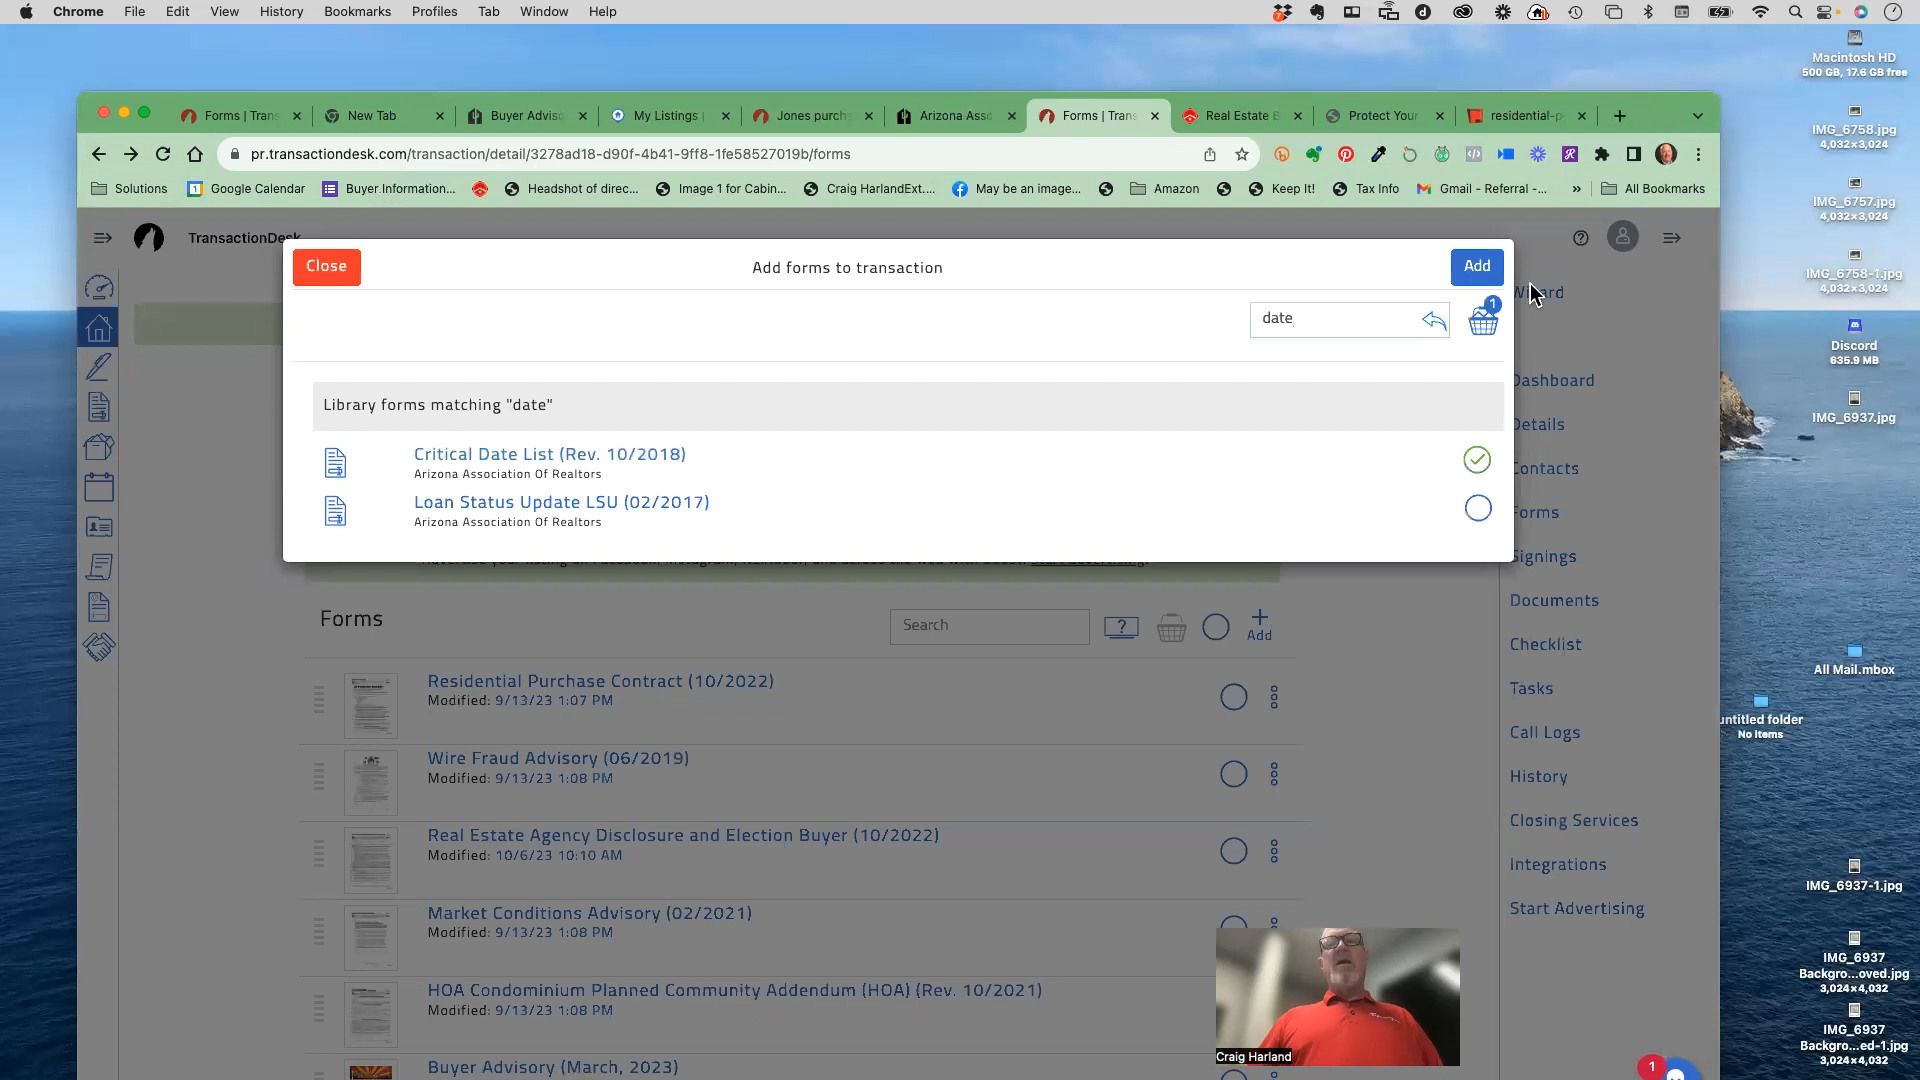 Chrome File Edit View History Bookmarks Profiles Tab Window Help
Macintosh HD
500 GB, 17.6 GB free
Forms | Trans New Tab Buyer Adviso My Listings | Jones purch Arizona Asso Forms | Trans Real Estate B Protect Your residential-p
pr.transactiondesk.com/transaction/detail/3278ad18-d90f-4b41-9ff8-1fe58527019b/forms
Solutions Google Calendar Buyer Information... Headshot of direc... Image 1 for Cabin... Craig HarlandExt.... May be an image... Amazon Keep It! Tax Info Gmail - Referral -... » All Bookmarks
TransactionDesk
Close
Add forms to transaction
Add
date
1
Library forms matching "date"
Critical Date List (Rev. 10/2018)
Arizona Association Of Realtors
Loan Status Update LSU (02/2017)
Arizona Association Of Realtors
Forms
Search
?
Add
Residential Purchase Contract (10/2022)
Modified: 9/13/23 1:07 PM
Wire Fraud Advisory (06/2019)
Modified: 9/13/23 1:08 PM
Real Estate Agency Disclosure and Election Buyer (10/2022)
Modified: 10/6/23 10:10 AM
Market Conditions Advisory (02/2021)
Modified: 9/13/23 1:08 PM
HOA Condominium Planned Community Addendum (HOA) (Rev. 10/2021)
Modified: 9/13/23 1:08 PM
Buyer Advisory (March, 2023)
Wizard
Dashboard
Details
Contacts
Forms
Signings
Documents
Checklist
Tasks
Call Logs
History
Closing Services
Integrations
Start Advertising
Craig Harland
1
IMG_6758.jpg
4,032×3,024
IMG_6757.jpg
4,032×3,024
IMG_6758-1.jpg
4,032×3,024
Discord
635.9 MB
IMG_6937.jpg
All Mail.mbox
untitled folder
No items
IMG_6937-1.jpg
IMG_6937
Backgro...oved.jpg
3,024×4,032
IMG_6937
Backgro...ed-1.jpg
3,024×4,032